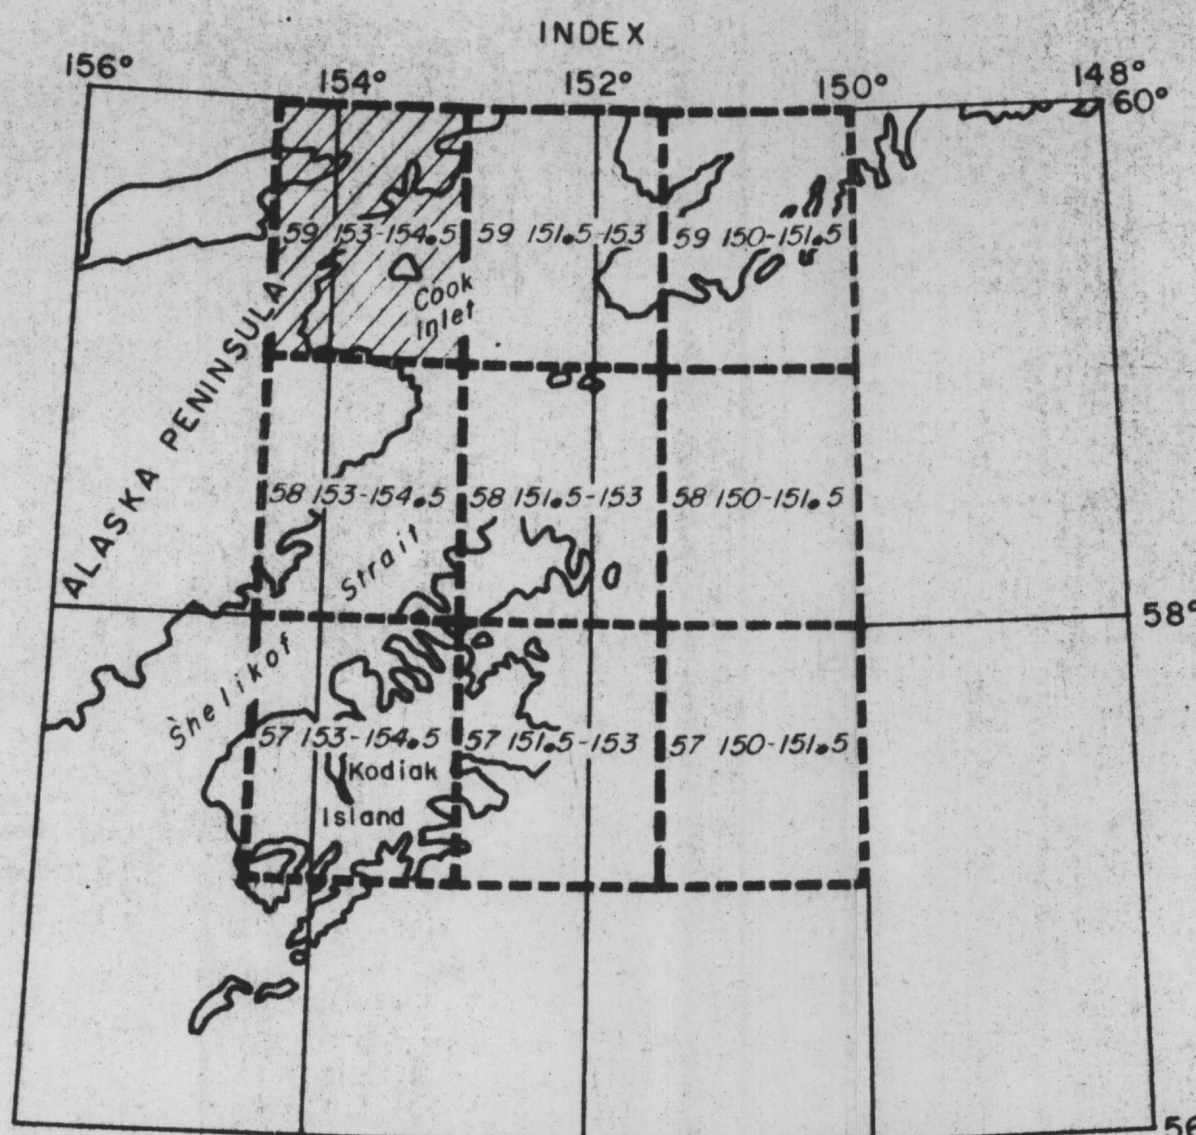 INDEX
156° 154° 152° 150° 148°
60°
59 153-154.5 59 151.5-153 59 150-151.5
Cook
Inlet
ALASKA PENINSULA
58 153-154.5 58 151.5-153 58 150-151.5
Shelikof Strait
58°
57 153-154.5 57 151.5-153 57 150-151.5
Kodiak
Island
56